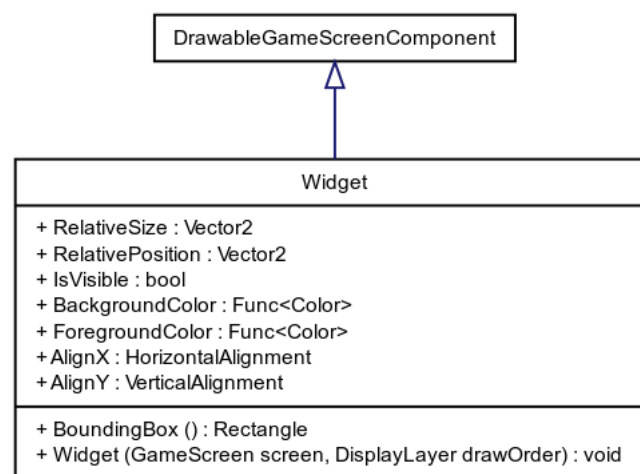 DrawableGameScreenComponent
Widget
+ RelativeSize : Vector2
+ RelativePosition : Vector2
+ IsVisible : bool
+ BackgroundColor : Func<Color>
+ ForegroundColor : Func<Color>
+ AlignX : HorizontalAlignment
+ AlignY : VerticalAlignment
+ BoundingBox () : Rectangle
+ Widget (GameScreen screen, DisplayLayer drawOrder) : void